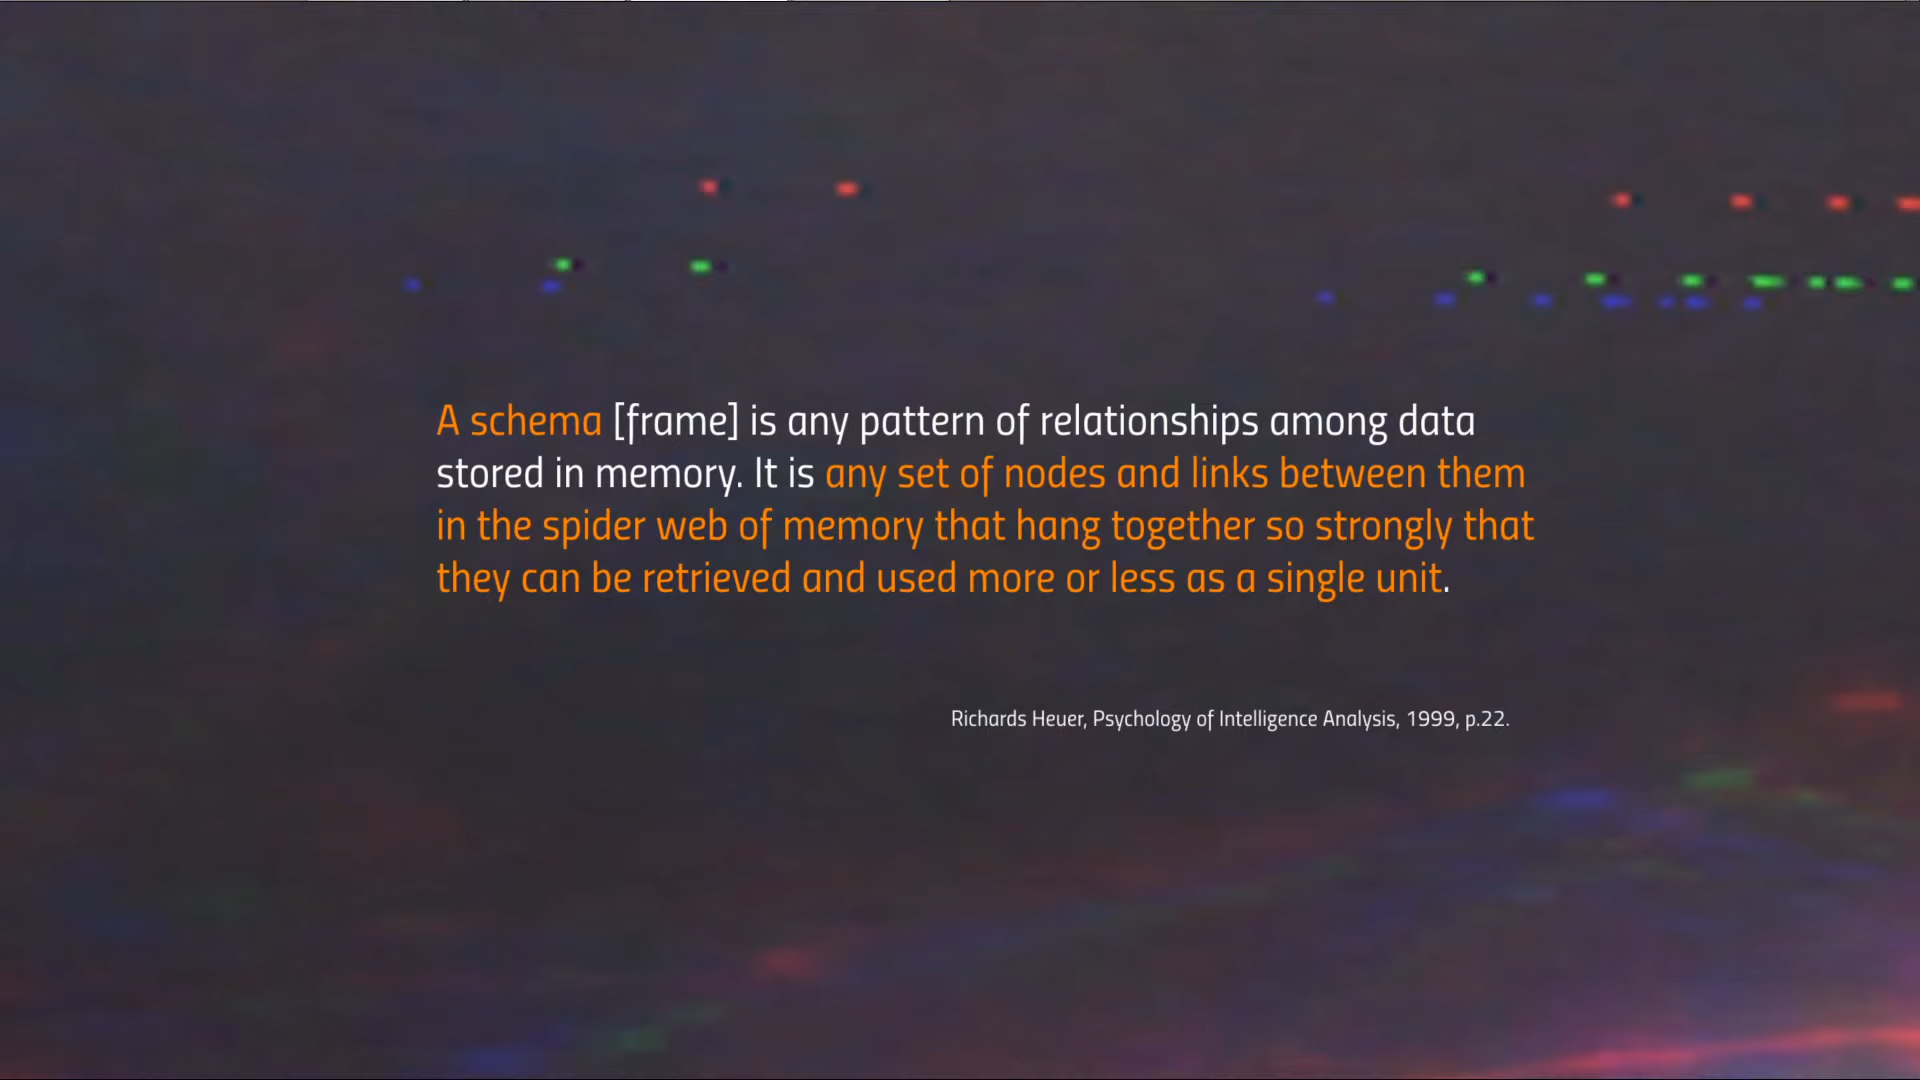 A schema [frame] is any pattern of relationships among data
stored in memory. It is any set of nodes and links between them
in the spider web of memory that hang together so strongly that
they can be retrieved and used more or less as a single unit.
Richards Heuer, Psychology of Intelligence Analysis, 1999, p.22.